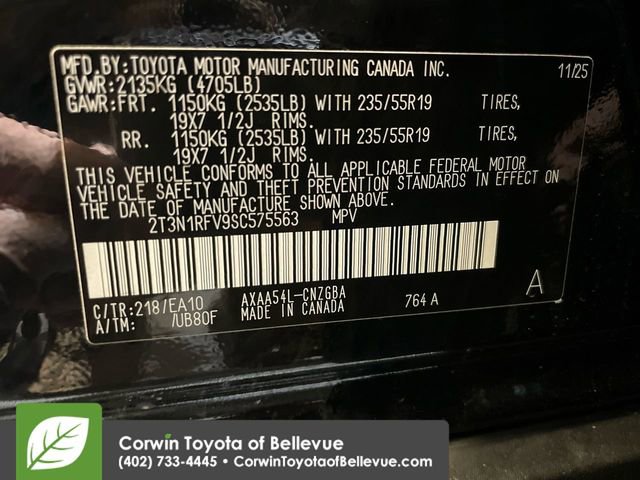 MFD.BY:TOYOTA MOTOR MANUFACTURING CANADA INC. 11/25
GVWR:2135KG (4705LB)
GAWR:FRT. 1150KG (2535LB) WITH 235/55R19 TIRES,
19X7 1/2J RIMS.
RR. 1150KG (2535LB) WITH 235/55R19 TIRES,
19X7 1/2J RIMS.
THIS VEHICLE CONFORMS TO ALL APPLICABLE FEDERAL MOTOR
VEHICLE SAFETY AND THEFT PREVENTION STANDARDS IN EFFECT ON
THE DATE OF MANUFACTURE SHOWN ABOVE.
2T3N1RFV9SC575563 MPV
C/TR:218/EA10 AXAA54L-CNZGBA A
A/TM: /UB80F MADE IN CANADA 764 A
Corwin Toyota of Bellevue
(402) 733-4445 • CorwinToyotaofBellevue.com